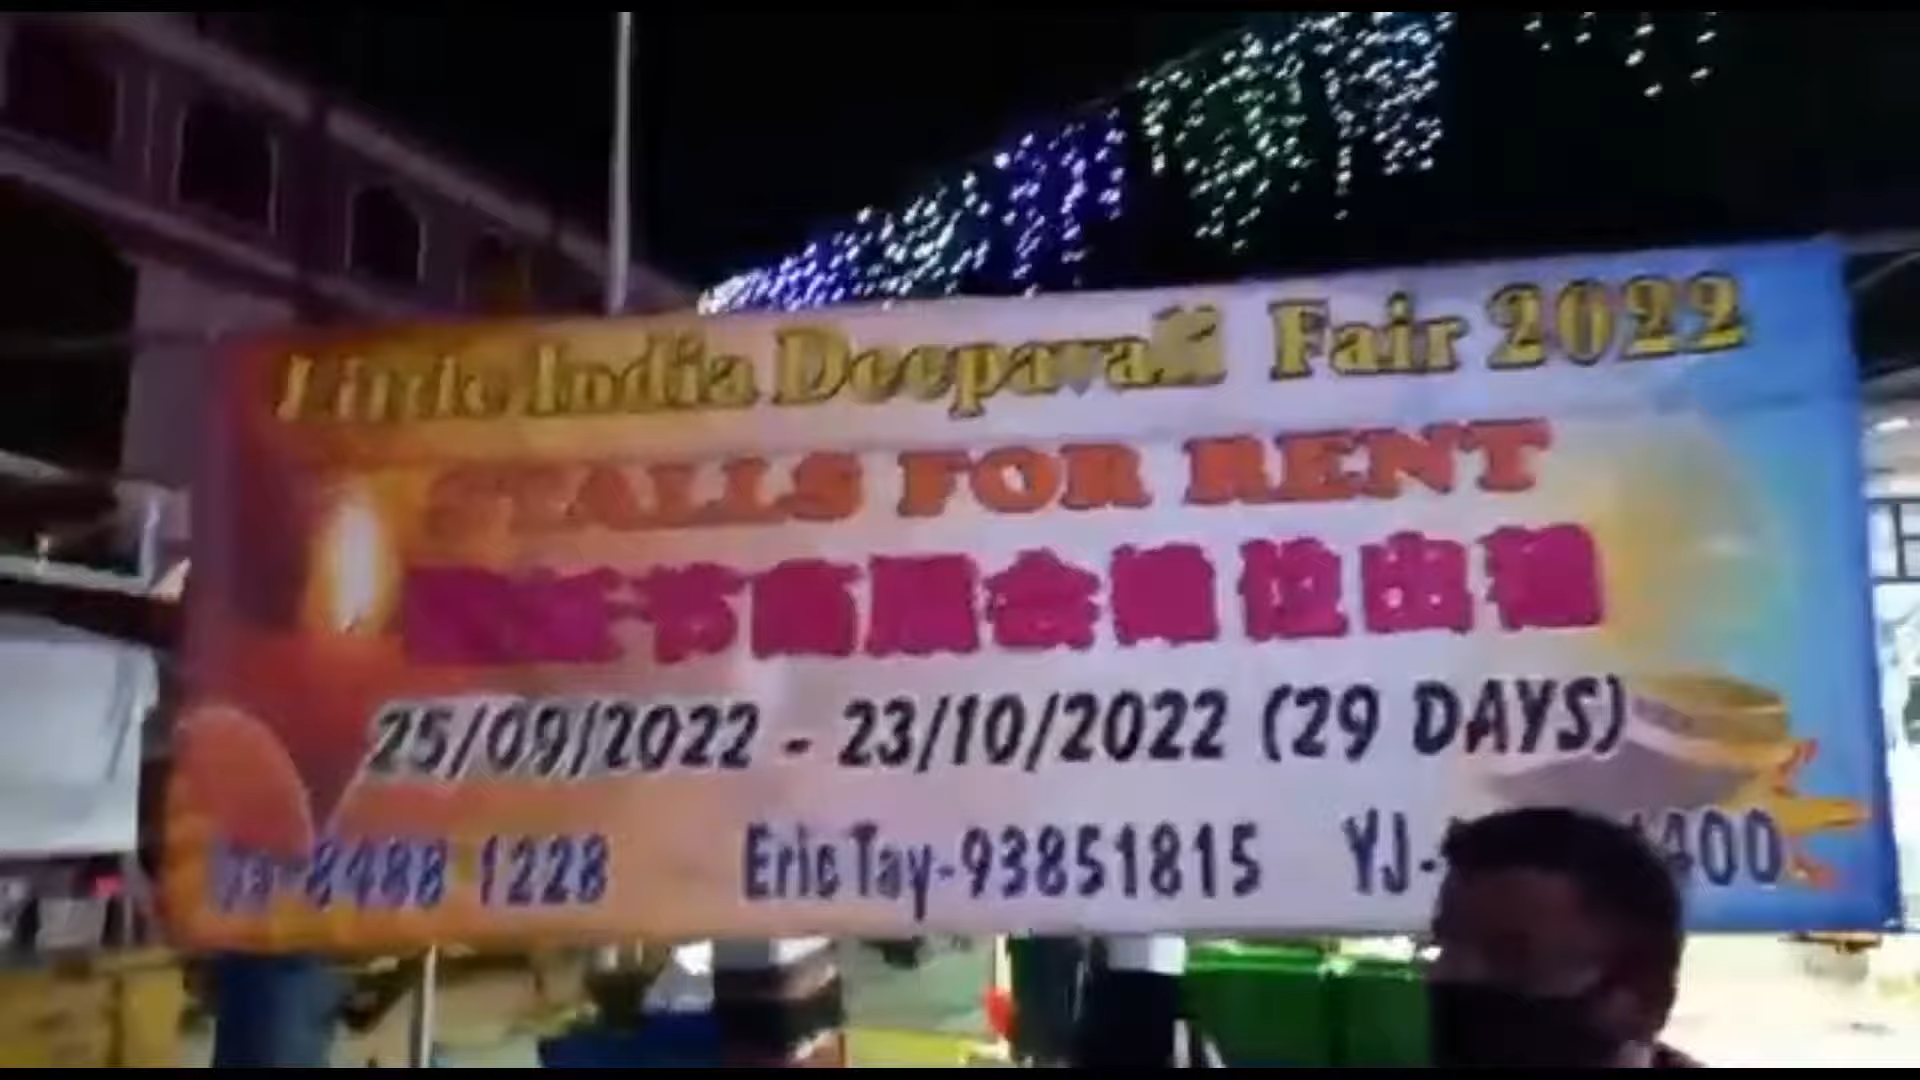 Little India Deepavali Fair 2022
STALLS FOR RENT
节商展会摊位出租
25/09/2022 - 23/10/2022 (29 DAYS)
8488 1228 Eric Tay-93851815 YJ-